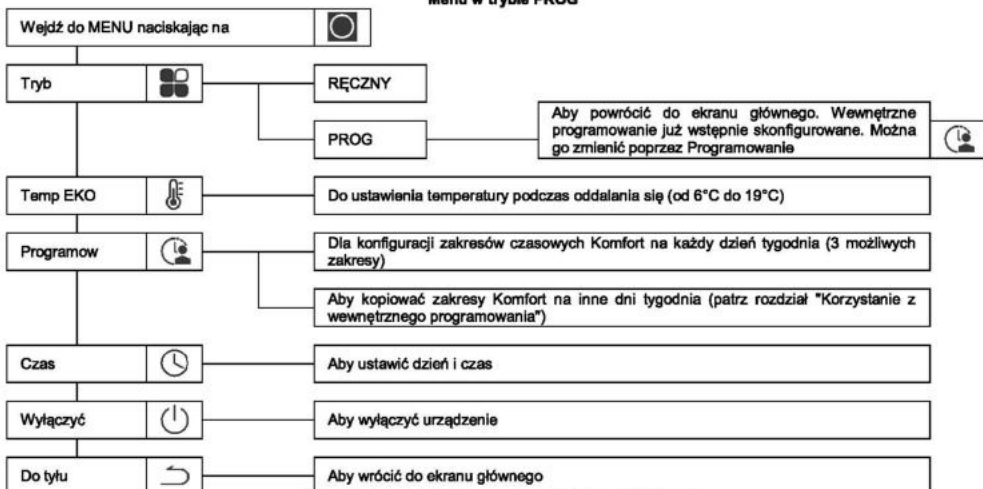 Menu w trybie PROG
Wejdź do MENU naciskając na
Tryb
RĘCZNY
PROG
Aby powrócić do ekranu głównego. Wewnętrzne
programowanie już wstępnie skonfigurowane. Można
go zmienić poprzez Programowanie
Temp EKO
Do ustawienia temperatury podczas oddalania się (od 6°C do 19°C)
Programow
Dla konfiguracji zakresów czasowych Komfort na każdy dzień tygodnia (3 możliwych
zakresy)
Aby kopiować zakresy Komfort na inne dni tygodnia (patrz rozdział "Korzystanie z
wewnętrznego programowania")
Czas
Aby ustawić dzień i czas
Wyłączyć
Aby wyłączyć urządzenie
Do tyłu
Aby wrócić do ekranu głównego